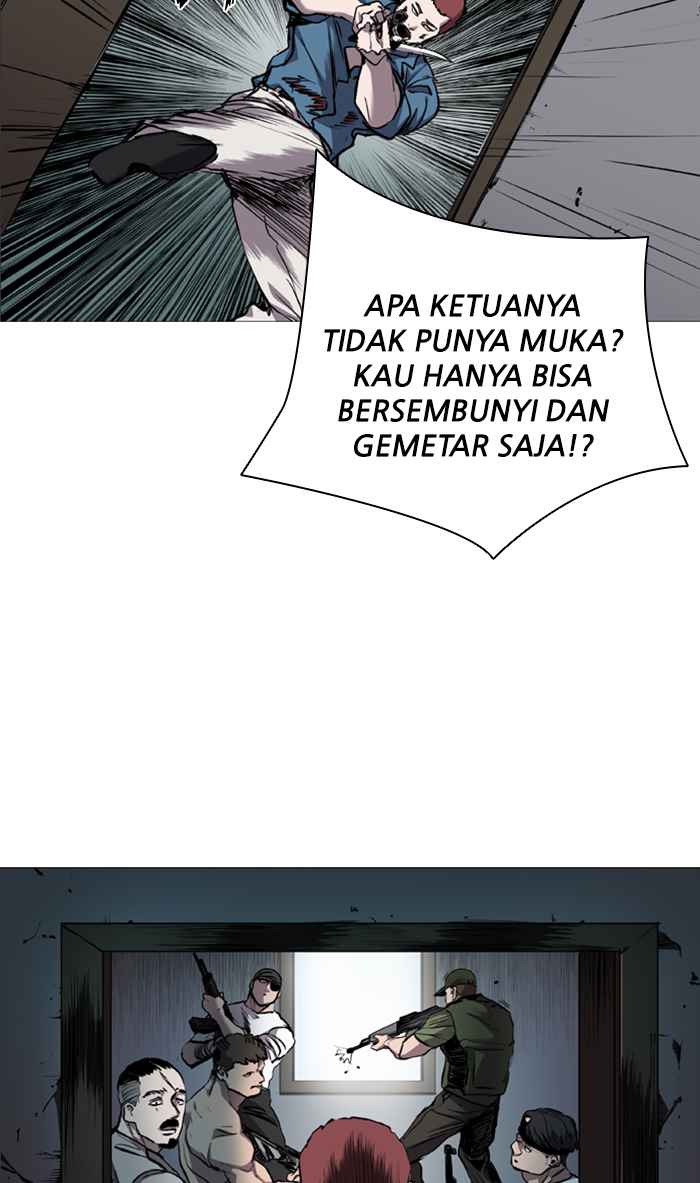 APA KETUANYA
TIDAK PUNYA MUKA?
KAU HANYA BISA
BERSEMBUNYI DAN
GEMETAR SAJA!?